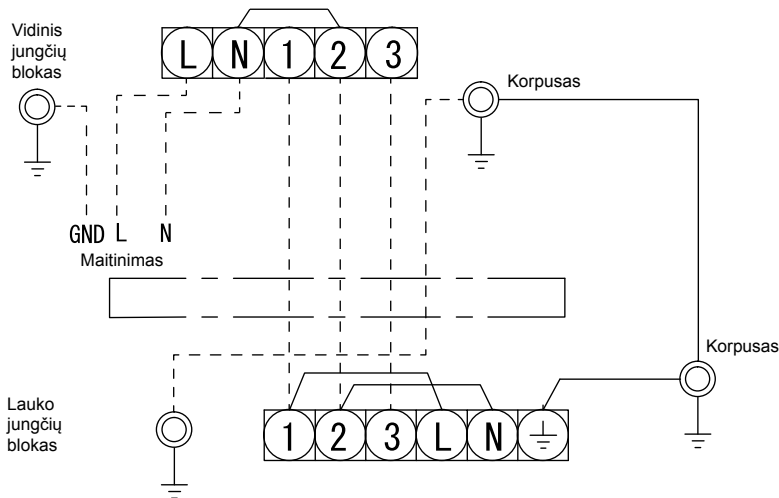 Vidinis
jungčių
blokas
L N 1 2 3
Korpusas
GND L N
Maitinimas
Korpusas
Lauko
jungčių
blokas
1 2 3 L N